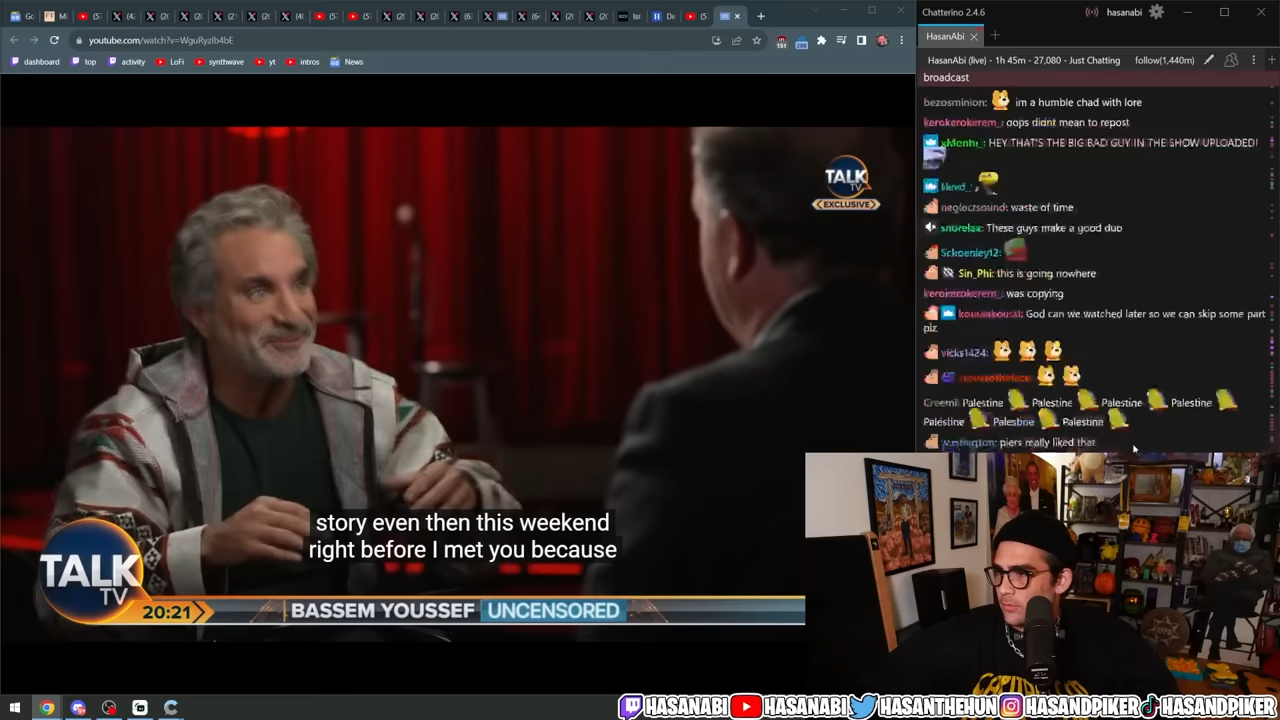 Chatterino 2.4.6
hasanabi
youtube.com/watch?v=WguRyzIb4bE
HasanAbi
dashboard
top
activity
LoFi
synthwave
yt
intros
News
HasanAbi (live) - 1h 45m - 27,080 - Just Chatting
follow(1,440m)
broadcast
bezosminion: im a humble chad with lore
kerokerokerem_: oops didnt mean to repost
HEY THAT'S THE BIG BAD GUY IN THE SHOW UPLOADED!
neglocrsound: waste of time
snorelax: These guys make a good duo
Schoenley12:
Sin_Phi: this is going nowhere
kerokerokerem_: was copying
God can we watched later so we can skip some part
plz
vicks1424:
Creemii: Palestine Palestine Palestine Palestine
Palestine Palestine Palestine
piers really liked that
TALK
TV
EXCLUSIVE
story even then this weekend
right before I met you because
TALK
TV
20:21
BASSEM YOUSSEF UNCENSORED
HASANABI HASANABI HASANTHEHUN HASANDPIKER HASANDPIKER